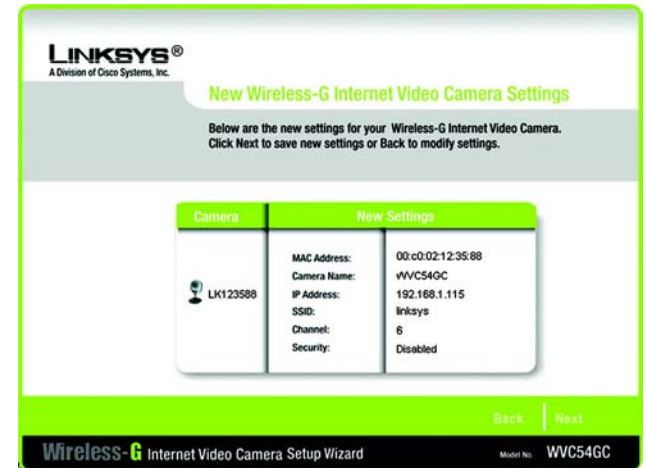 LINKSYS®
A Division of Cisco Systems, Inc.
New Wireless-G Internet Video Camera Settings
Below are the new settings for your Wireless-G Internet Video Camera.
Click Next to save new settings or Back to modify settings.
Camera New Settings
LK123588
MAC Address: 00:c0:02:12:35:88
Camera Name: WVC54GC
IP Address: 192.168.1.115
SSID: linksys
Channel: 6
Security: Disabled
Back Next
Wireless-G Internet Video Camera Setup Wizard Model No. WVC54GC